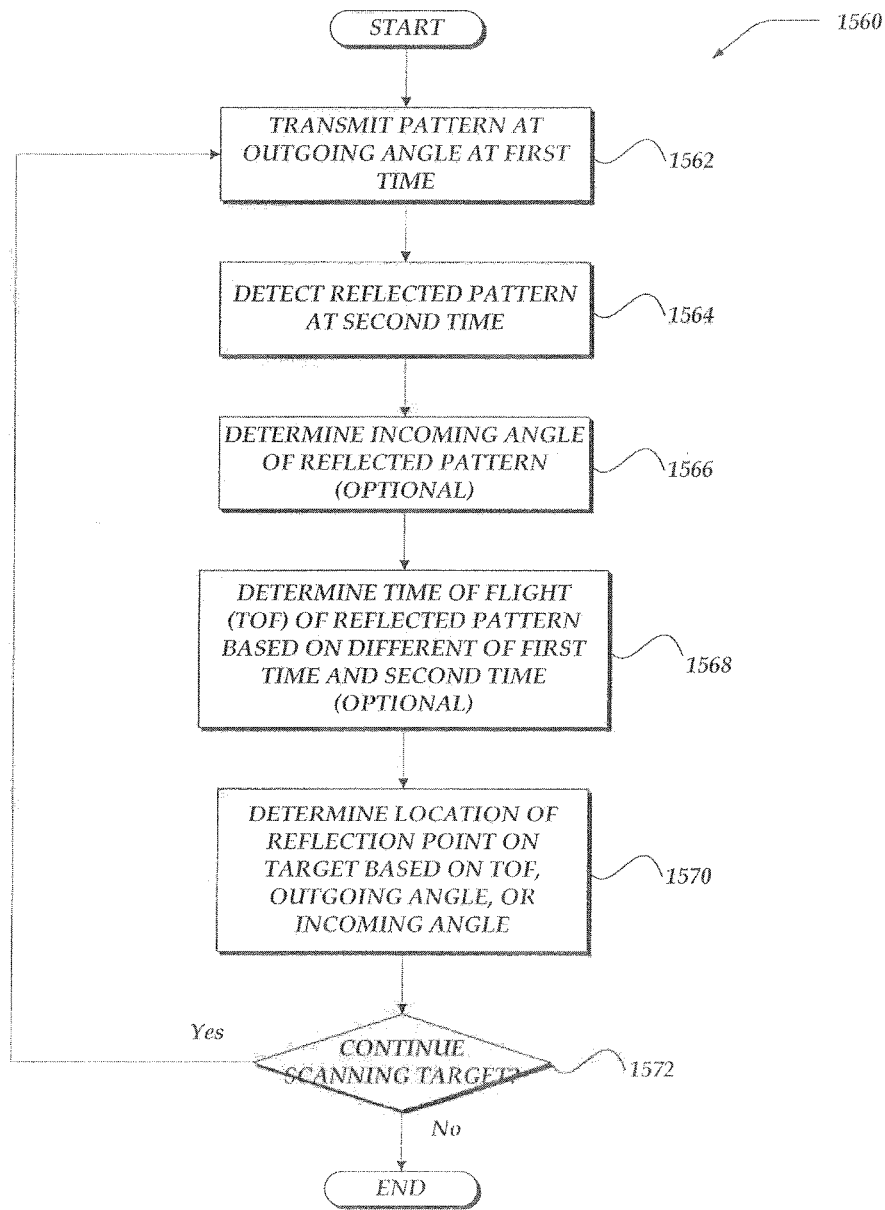 START
1560
TRANSMIT PATTERN AT
OUTGOING ANGLE AT FIRST
TIME
1562
DETECT REFLECTED PATTERN
AT SECOND TIME
1564
DETERMINE INCOMING ANGLE
OF REFLECTED PATTERN
(OPTIONAL)
1566
DETERMINE TIME OF FLIGHT
(TOF) OF REFLECTED PATTERN
BASED ON DIFFERENT OF FIRST
TIME AND SECOND TIME
(OPTIONAL)
1568
DETERMINE LOCATION OF
REFLECTION POINT ON
TARGET BASED ON TOF,
OUTGOING ANGLE, OR
INCOMING ANGLE
1570
Yes
CONTINUE
SCANNING TARGET?
1572
No
END